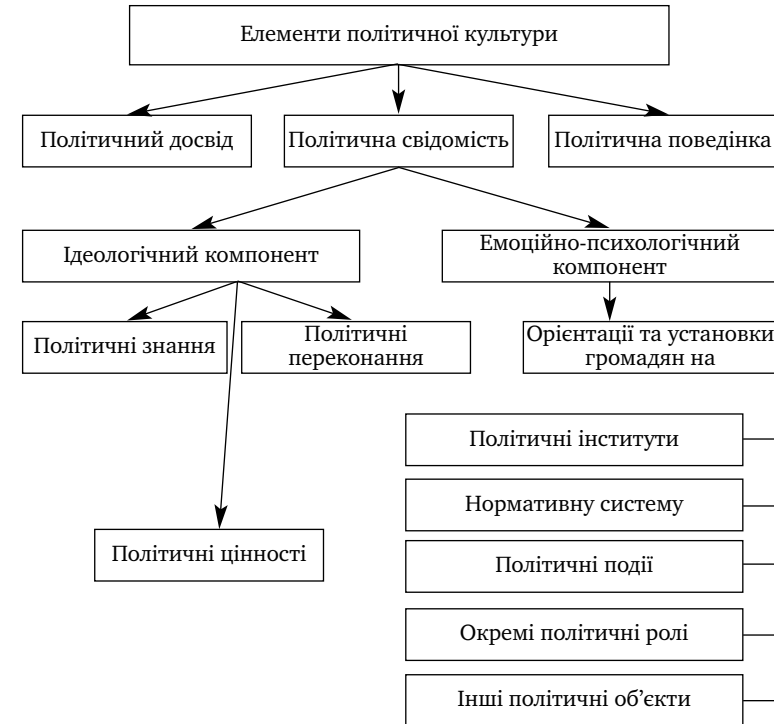 Елементи політичної культури
Політичний досвід
Політична свідомість
Політична поведінка
Ідеологічний компонент
Емоційно-психологічний
компонент
Політичні знання
Політичні
переконання
Орієнтації та установки
громадян на
Політичні інститути
Нормативну систему
Політичні цінності
Політичні події
Окремі політичні ролі
Інші політичні об’єкти